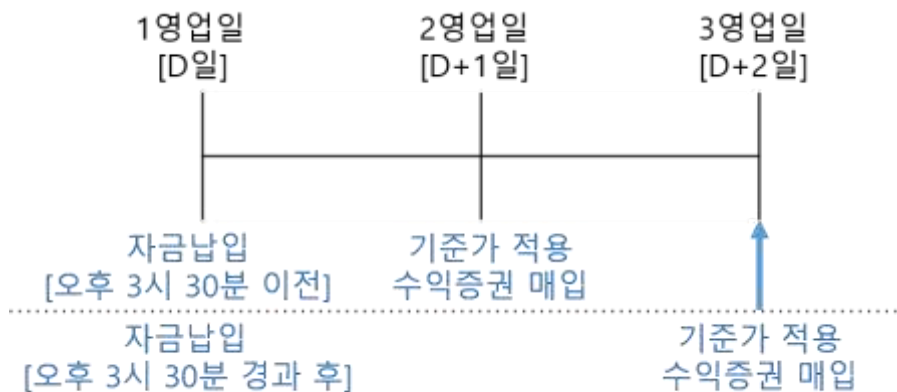 1영업일
[D일]
2영업일
[D+1일]
3영업일
[D+2일]
자금납입
[오후 3시 30분 이전]
기준가 적용
수익증권 매입
자금납입
[오후 3시 30분 경과 후]
기준가 적용
수익증권 매입